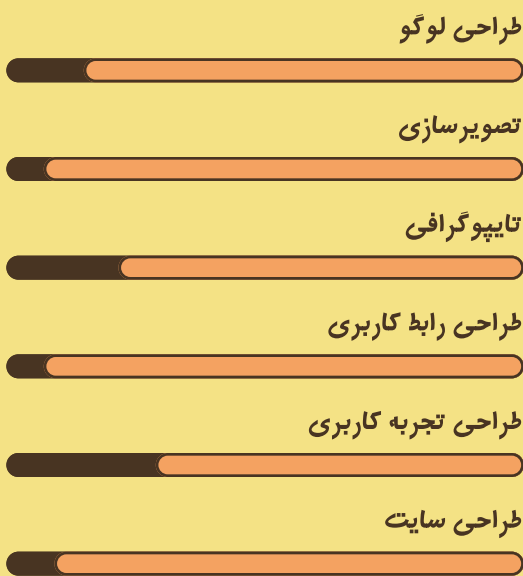 طراحی لوگو
تصویرسازی
تایپوگرافی
طراحی رابط کاربری
طراحی تجربه کاربری
طراحی سایت